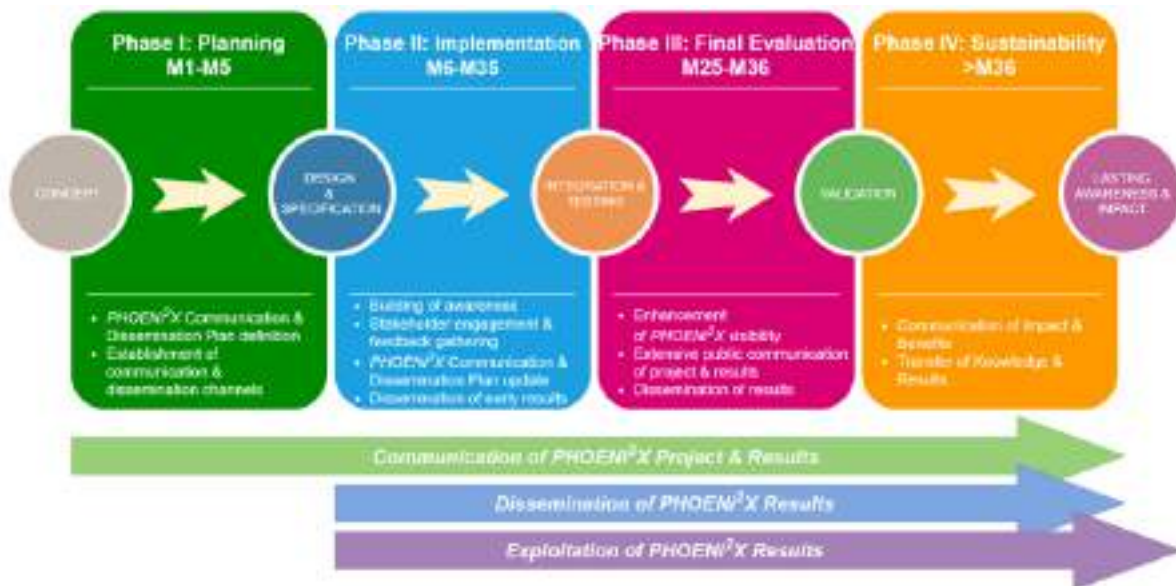 Phase I: Planning
M1-M5
Phase II: Implementation
M6-M35
Phase III: Final Evaluation
M25-M36
Phase IV: Sustainability
>M36
CONCEPT
DESIGN
&
SPECIFICATION
INTEGRATION &
TESTING
VALIDATION
LASTING
AWARENESS &
IMPACT
• PHOENI²X Communication &
Dissemination Plan definition
• Establishment of
communication &
dissemination channels
• Building of awareness
• Stakeholder engagement &
feedback gathering
• PHOENI²X Communication &
Dissemination Plan update
• Dissemination of early results
• Enhancement
of PHOENI²X visibility
• Extensive public communication
of project & results
• Dissemination of results
• Communication of Impact &
Benefits
• Transfer of Knowledge &
Results
Communication of PHOENI²X Project & Results
Dissemination of PHOENI²X Results
Exploitation of PHOENI²X Results